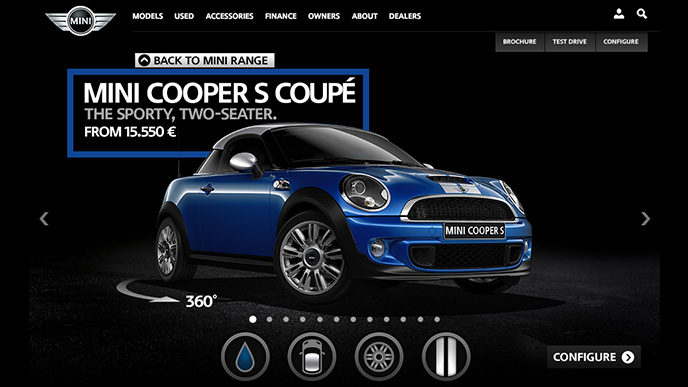 MINI
MODELS USED ACCESSORIES FINANCE OWNERS ABOUT DEALERS
BROCHURE TEST DRIVE CONFIGURE
BACK TO MINI RANGE
MINI COOPER S COUPÉ
THE SPORTY, TWO-SEATER.
FROM 15.550 €
MINI COOPER S
360°
CONFIGURE